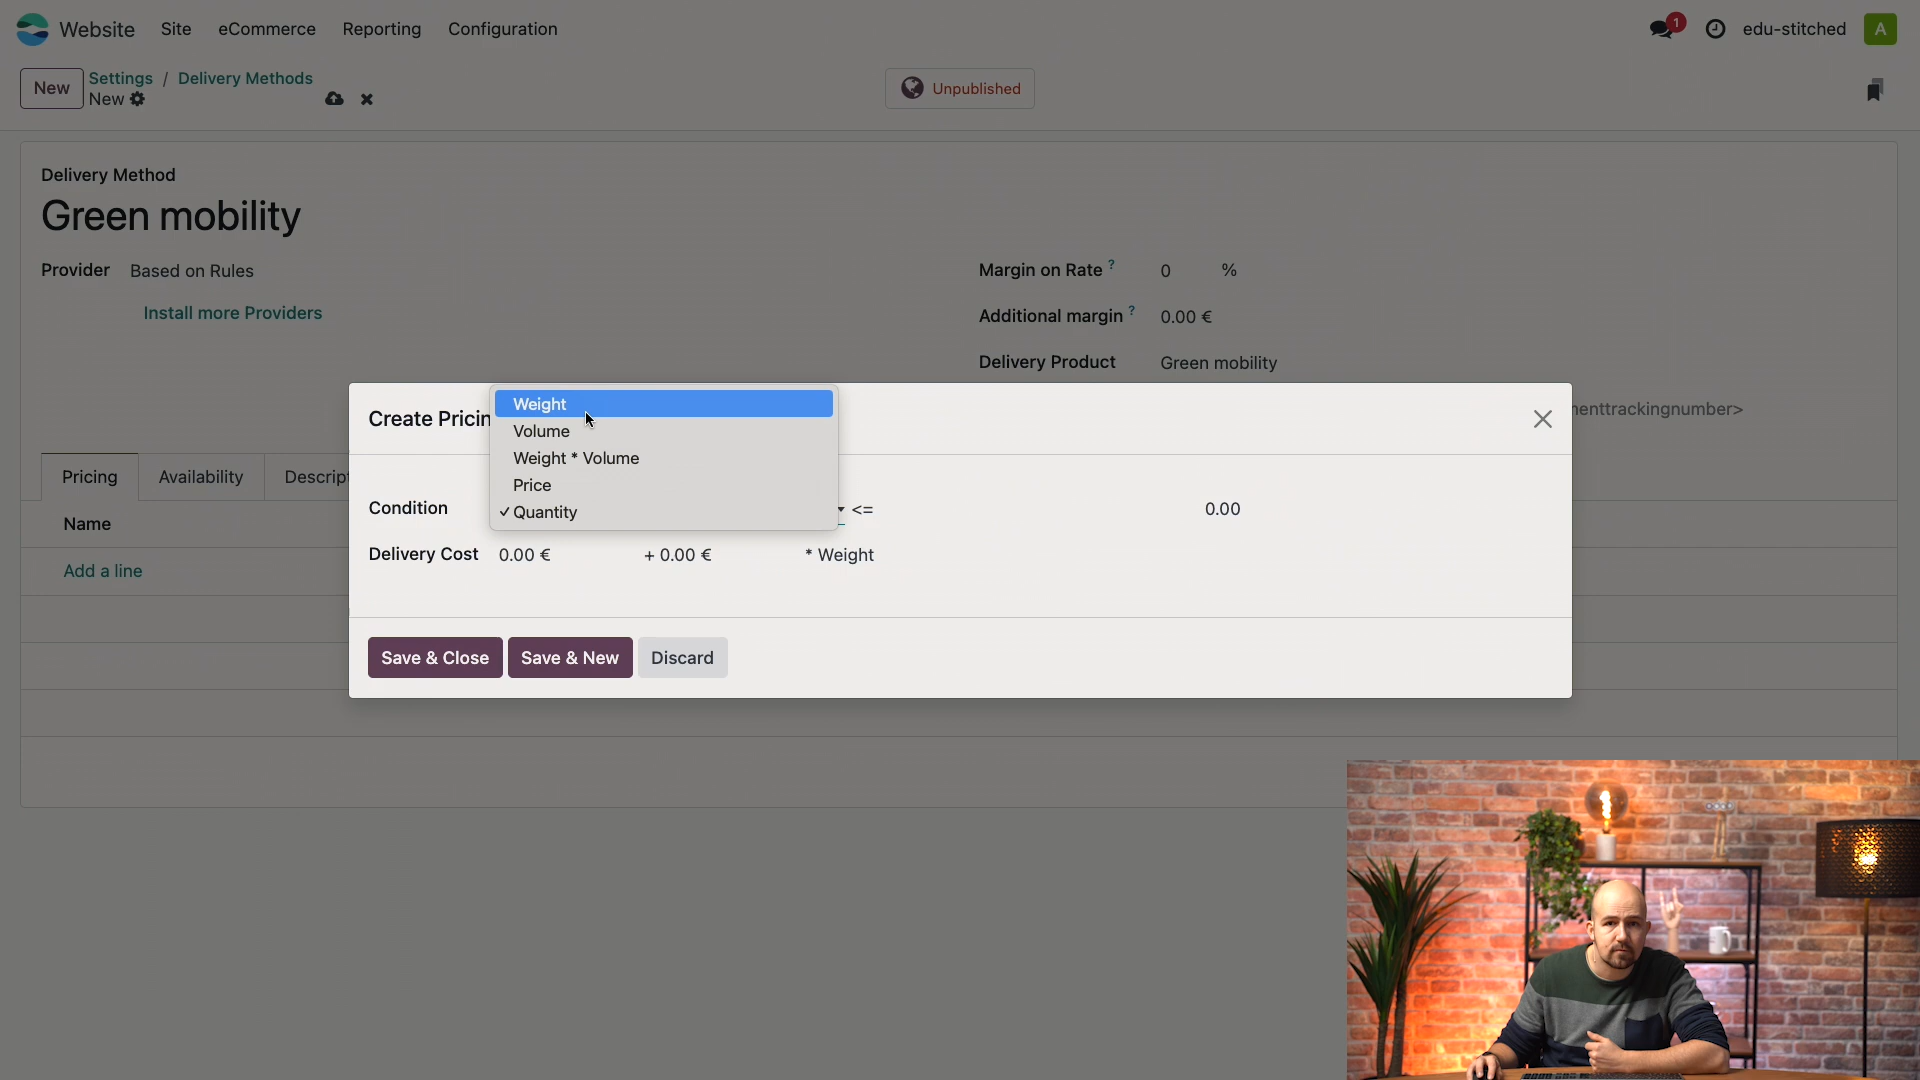 Website Site eCommerce Reporting Configuration 1 edu-stitched A
New Settings / Delivery Methods
New
Unpublished
Delivery Method
Green mobility
Provider Based on Rules
Install more Providers
Margin on Rate ? 0 %
Additional margin ? 0.00 €
Delivery Product Green mobility
enttrackingnumber>
Create Pricin
Weight
Volume
Weight * Volume
Price
✓ Quantity
Pricing Availability Descript
Condition <= 0.00
Name
Delivery Cost 0.00 € + 0.00 € * Weight
Add a line
Save & Close Save & New Discard